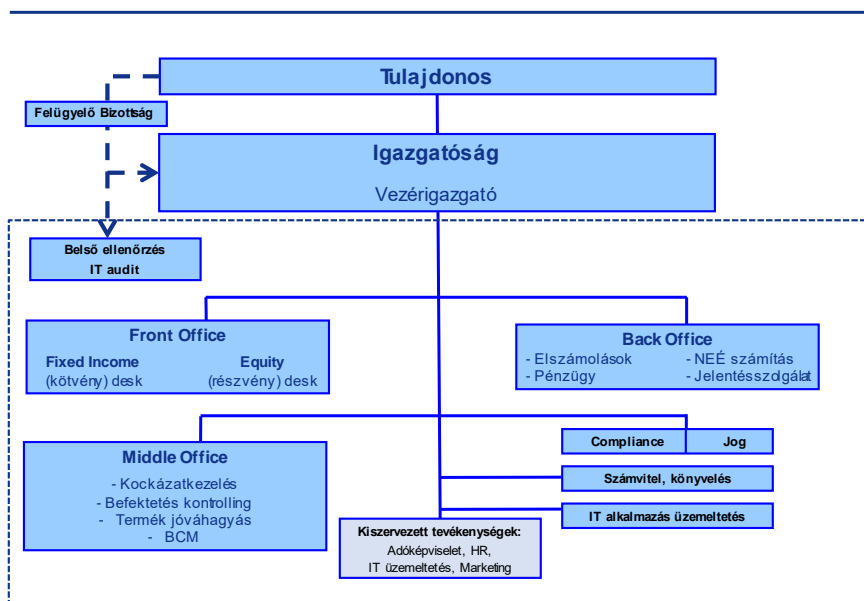 Tulajdonos
Felügyelő Bizottság
Igazgatóság
Vezérigazgató
Belső ellenőrzés
IT audit
Front Office
Fixed Income
(kötvény) desk
Equity
(részvény) desk
Back Office
- Elszámolások
- Pénzügy
- NEÉ számítás
- Jelentésszolgálat
Middle Office
- Kockázatkezelés
- Befektetés kontrolling
- Termék jóváhagyás
- BCM
Compliance
Jog
Számvitel, könyvelés
IT alkalmazás üzemeltetés
Kiszervezett tevékenységek:
Adóképviselet, HR,
IT üzemeltetés, Marketing